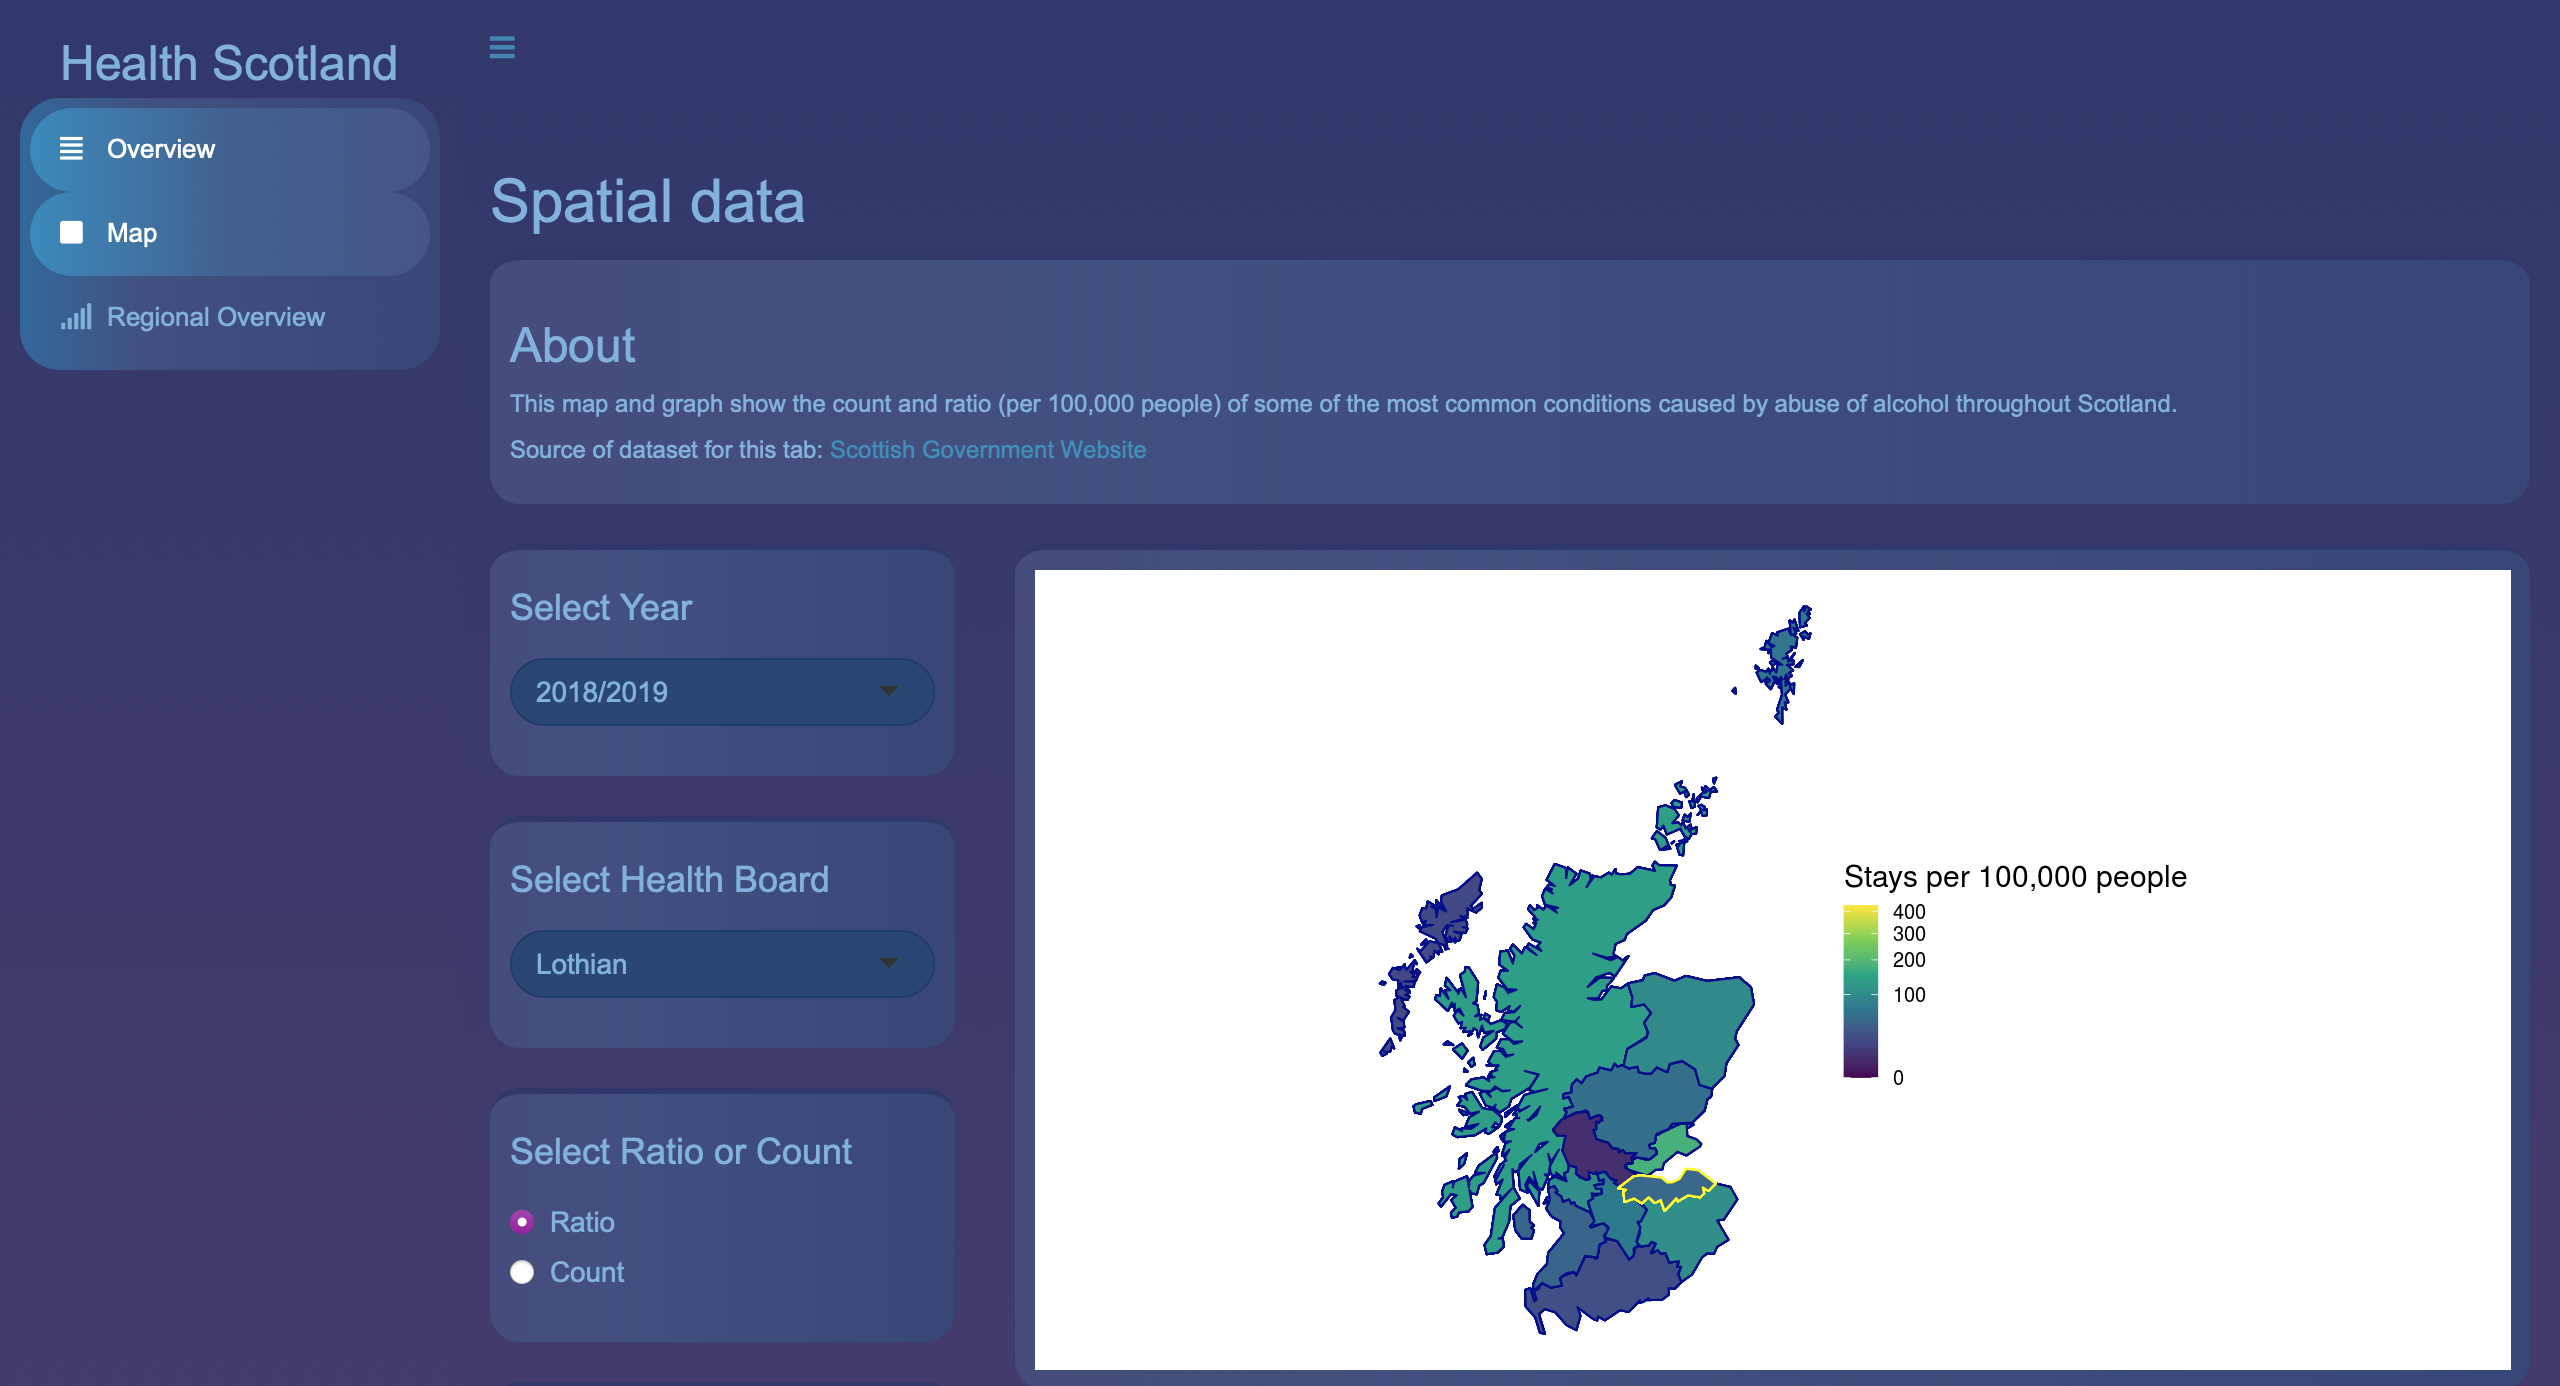 Health Scotland
Overview
Map
Regional Overview
Spatial data
About
This map and graph show the count and ratio (per 100,000 people) of some of the most common conditions caused by abuse of alcohol throughout Scotland.
Source of dataset for this tab: Scottish Government Website
Select Year
2018/2019
Select Health Board
Lothian
Select Ratio or Count
Ratio
Count
Stays per 100,000 people
400
300
200
100
0